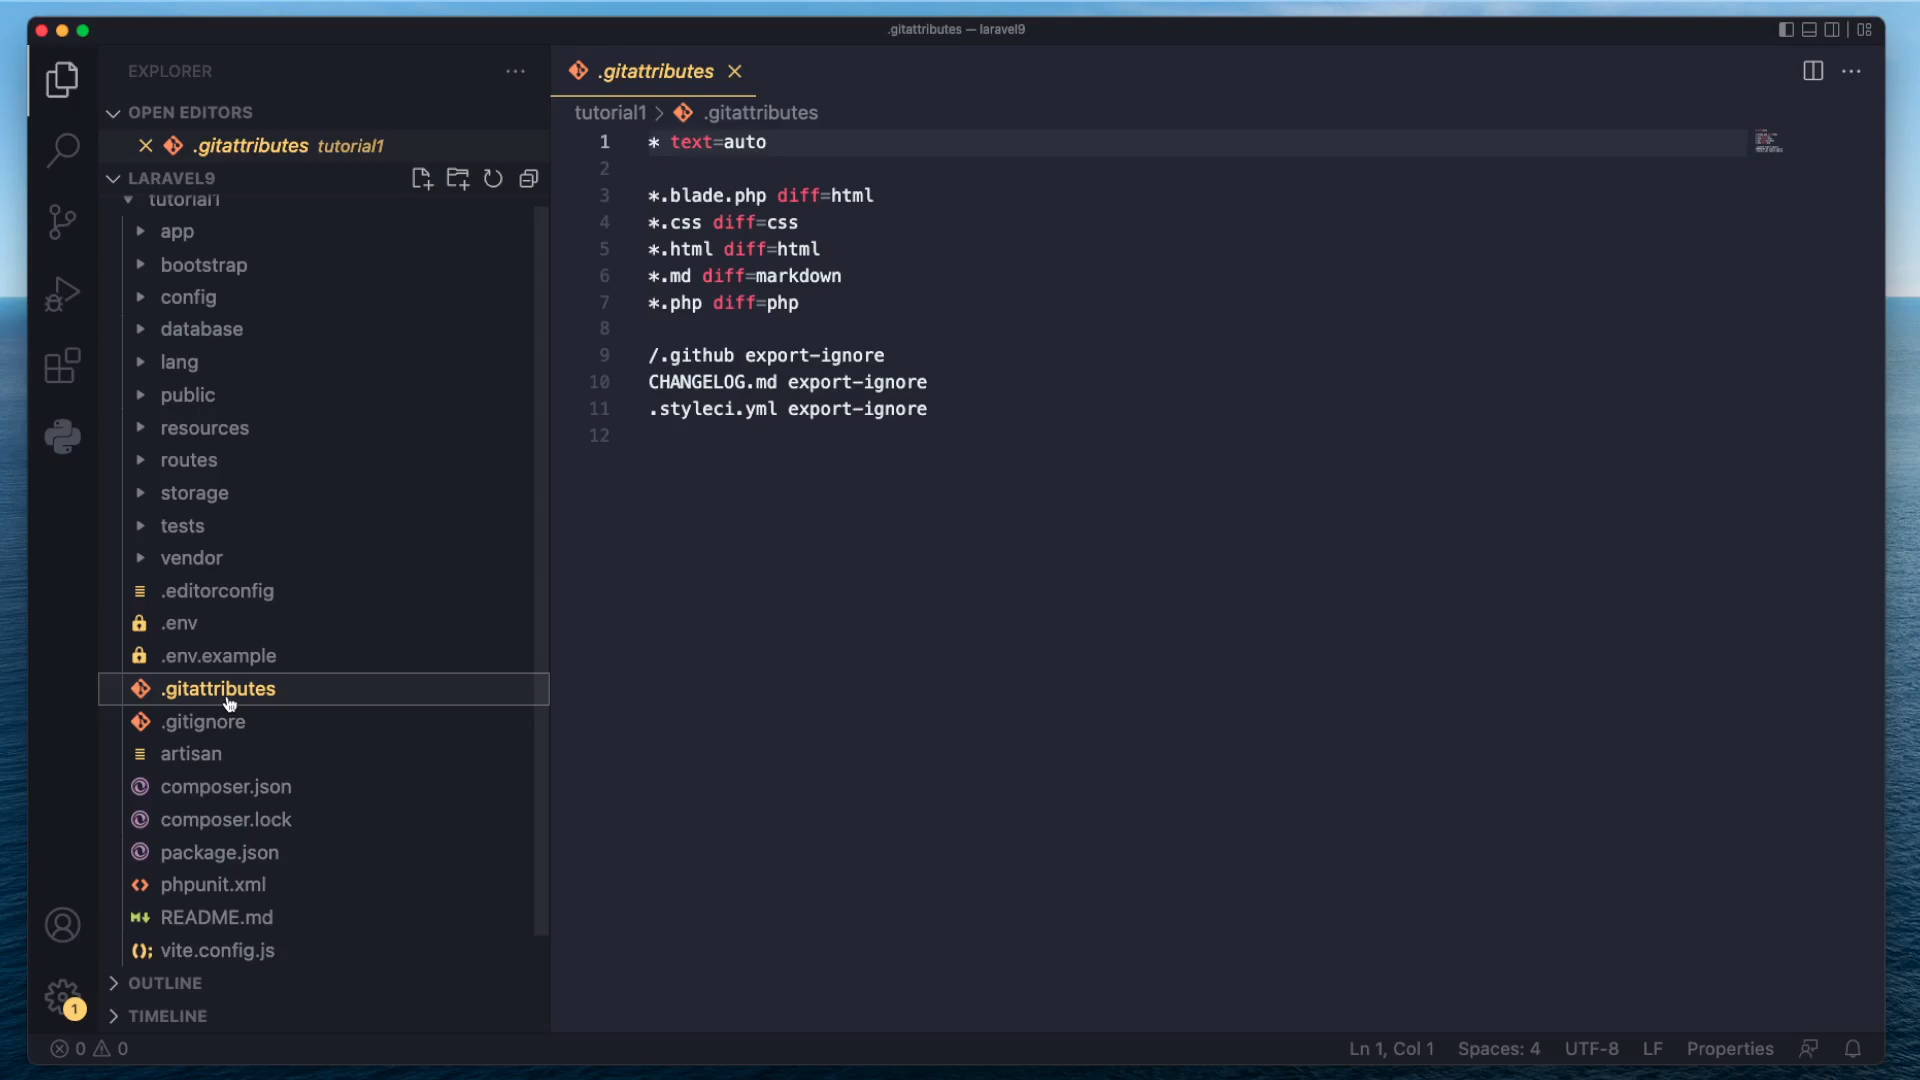 .gitattributes — laravel9
EXPLORER
OPEN EDITORS
.gitattributes tutorial1
LARAVEL9
tutorial1
app
bootstrap
config
database
lang
public
resources
routes
storage
tests
vendor
.editorconfig
.env
.env.example
.gitattributes
.gitignore
artisan
composer.json
composer.lock
package.json
phpunit.xml
README.md
vite.config.js
OUTLINE
TIMELINE
1
0 0
.gitattributes
tutorial1 > .gitattributes
1 * text=auto
2
3 *.blade.php diff=html
4 *.css diff=css
5 *.html diff=html
6 *.md diff=markdown
7 *.php diff=php
8
9 /.github export-ignore
10 CHANGELOG.md export-ignore
11 .styleci.yml export-ignore
12
Ln 1, Col 1 Spaces: 4 UTF-8 LF Properties